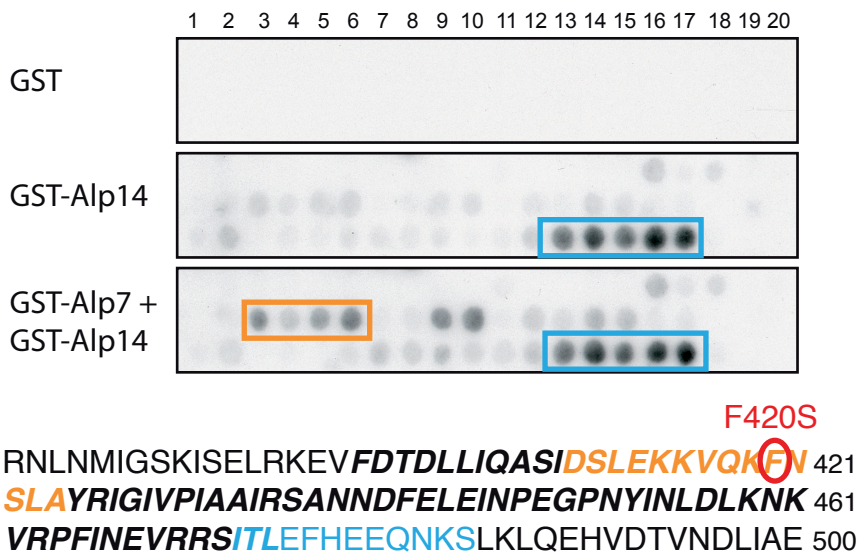 1 2 3 4 5 6 7 8 9 10 11 12 13 14 15 16 17 18 19 20
GST
GST-Alp14
GST-Alp7 +
GST-Alp14
F420S
RNLNMIGSKISELRKEVFDTDLLIQASIDSLEKKVQKFN 421
SLAYRIGIVPIAAIRSANNDFELEINPEGPNYINLDLKNK 461
VRPFINEVRRSITLEFHEEQNKSLKLQEHVDTVNDLIAE 500